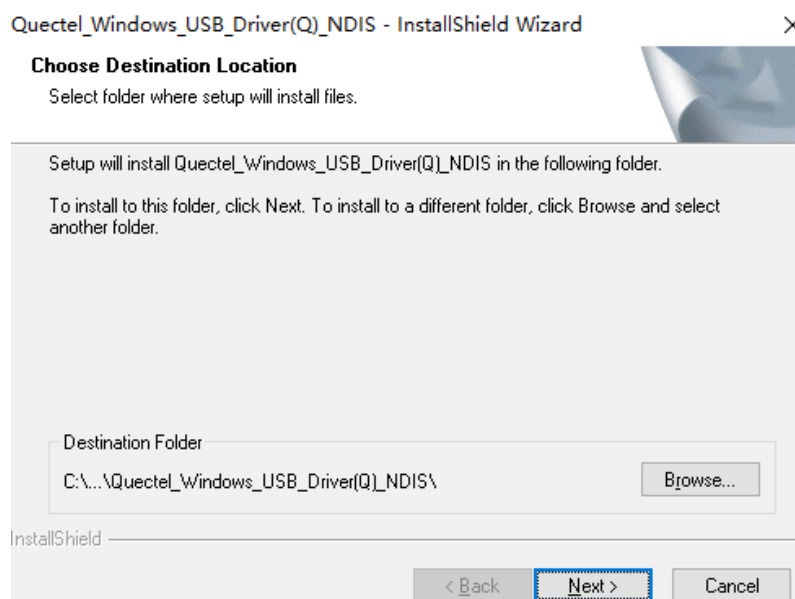 Quectel_Windows_USB_Driver(Q)_NDIS - InstallShield Wizard
Choose Destination Location
Select folder where setup will install files.
Setup will install Quectel_Windows_USB_Driver(Q)_NDIS in the following folder.
To install to this folder, click Next. To install to a different folder, click Browse and select
another folder.
Destination Folder
C:\...\Quectel_Windows_USB_Driver(Q)_NDIS\
Browse...
InstallShield
< Back
Next >
Cancel